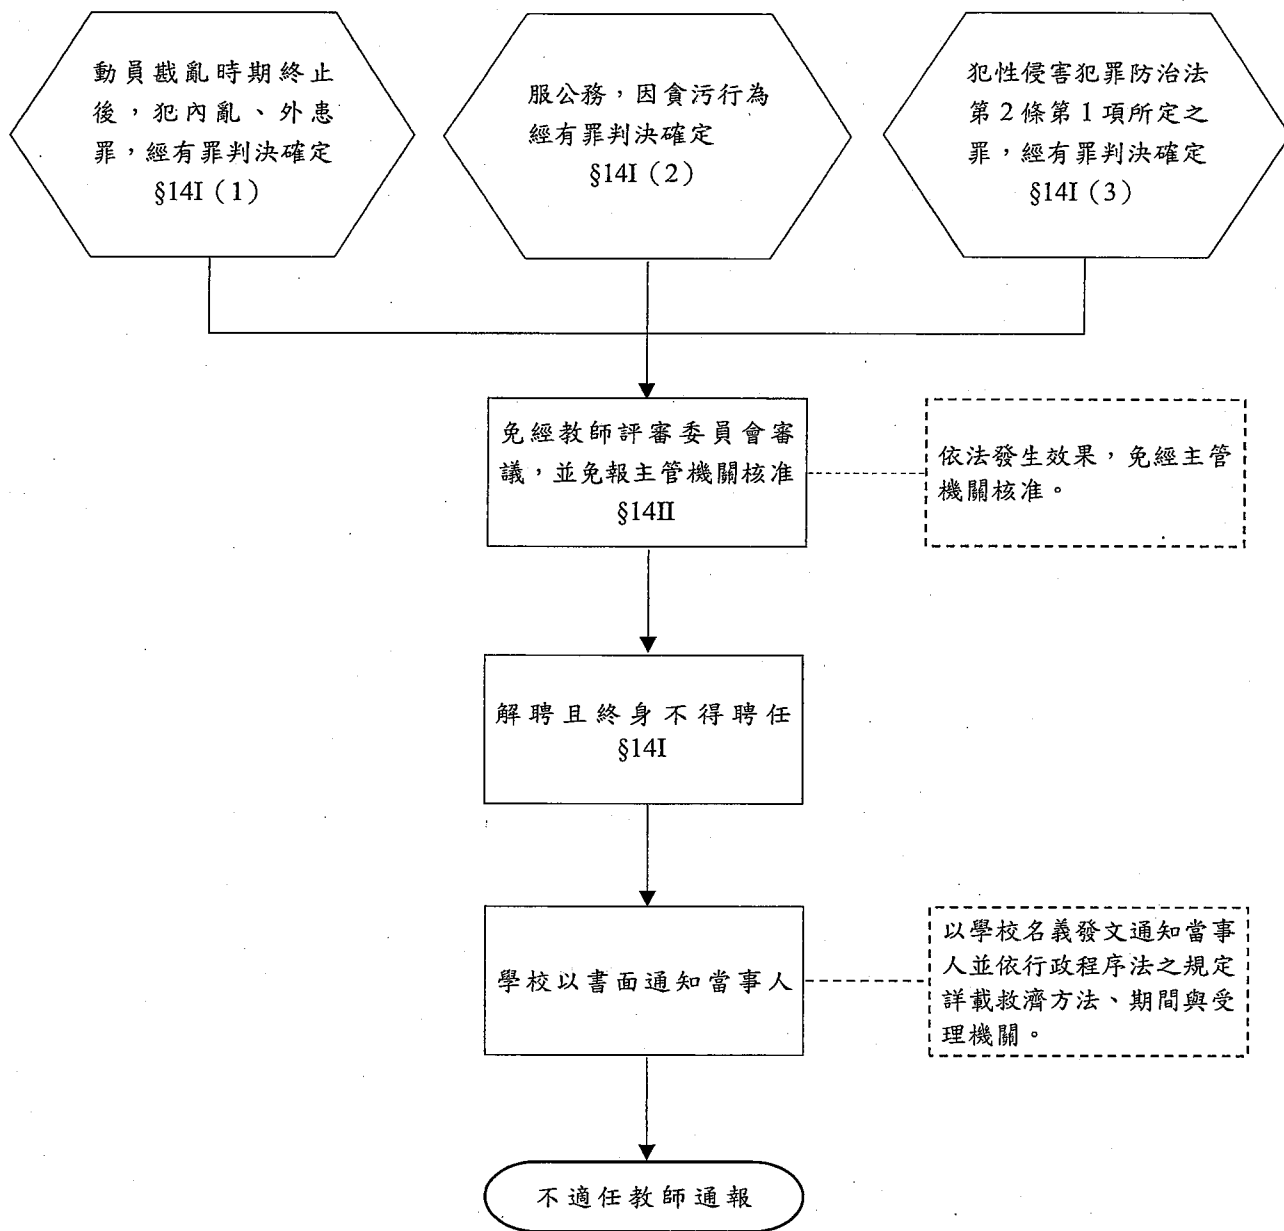 動員戡亂時期終止
後，犯內亂、外患
罪，經有罪判決確定
§14I（1）
服公務，因貪污行為
經有罪判決確定
§14I（2）
犯性侵害犯罪防治法
第2條第1項所定之
罪，經有罪判決確定
§14I（3）
免經教師評審委員會審
議，並免報主管機關核准
§14II
依法發生效果，免經主管
機關核准。
解聘且終身不得聘任
§14I
學校以書面通知當事人
以學校名義發文通知當事
人並依行政程序法之規定
詳載救濟方法、期間與受
理機關。
不適任教師通報